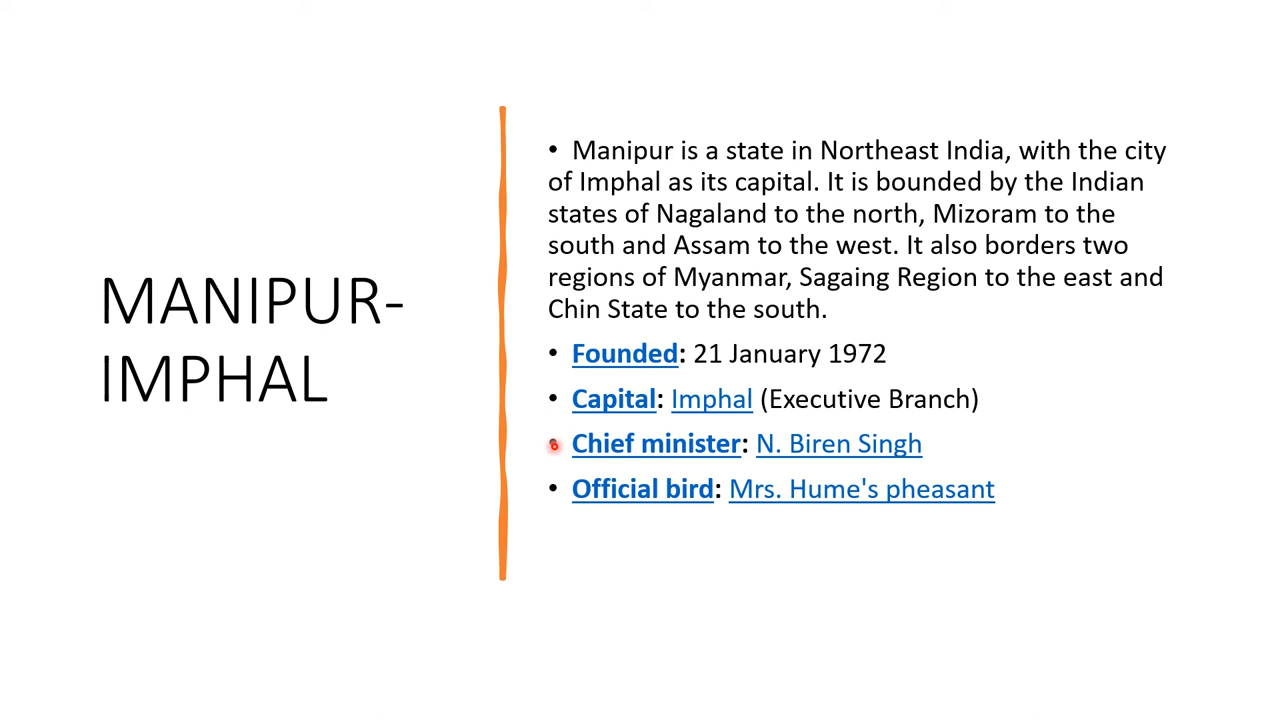 MANIPUR-
IMPHAL
• Manipur is a state in Northeast India, with the city
of Imphal as its capital. It is bounded by the Indian
states of Nagaland to the north, Mizoram to the
south and Assam to the west. It also borders two
regions of Myanmar, Sagaing Region to the east and
Chin State to the south.
• Founded: 21 January 1972
• Capital: Imphal (Executive Branch)
• Chief minister: N. Biren Singh
• Official bird: Mrs. Hume's pheasant